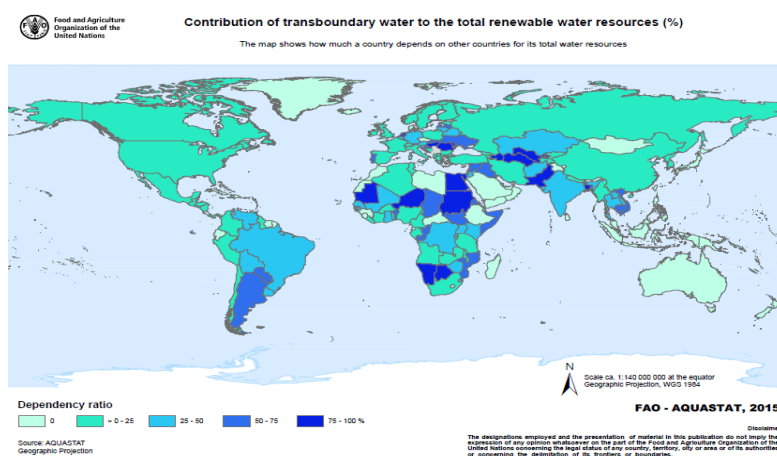 Food and Agriculture
Organization of the
United Nations
Contribution of transboundary water to the total renewable water resources (%)
The map shows how much a country depends on other countries for its total water resources
N
Scale ca. 1:140 000 000 at the equator
Geographic Projection, WGS 1984
Dependency ratio
0
> 0 - 25
25 - 50
50 - 75
75 - 100 %
FAO - AQUASTAT, 2015
Source: AQUASTAT
Geographic Projection
Disclaime
The designations employed and the presentation of material in this publication do not imply the
expression of any opinion whatsoever on the part of the Food and Agriculture Organization of the
United Nations concerning the legal status of any country, territory, city or area or of its authorities
or concerning the delimitation of its frontiers or boundaries.